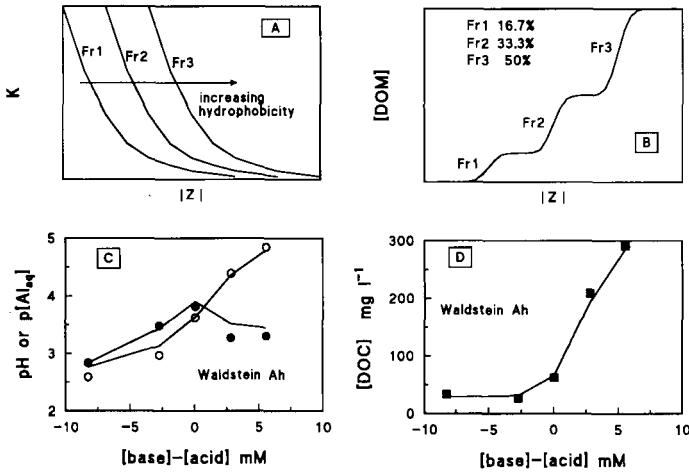 A
Fr1
Fr2
Fr3
increasing
hydrophobicity
K
|Z|
Fr1 16.7%
Fr2 33.3%
Fr3 50%
Fr3
Fr2
Fr1
B
[DOM]
|Z|
C
5
4
3
2
pH or p[Al_aq]
Waldstein Ah
-10 -5 0 5 10
[base]-[acid] mM
D
300
200
100
0
[DOC] mg l⁻¹
Waldstein Ah
-10 -5 0 5 10
[base]-[acid] mM